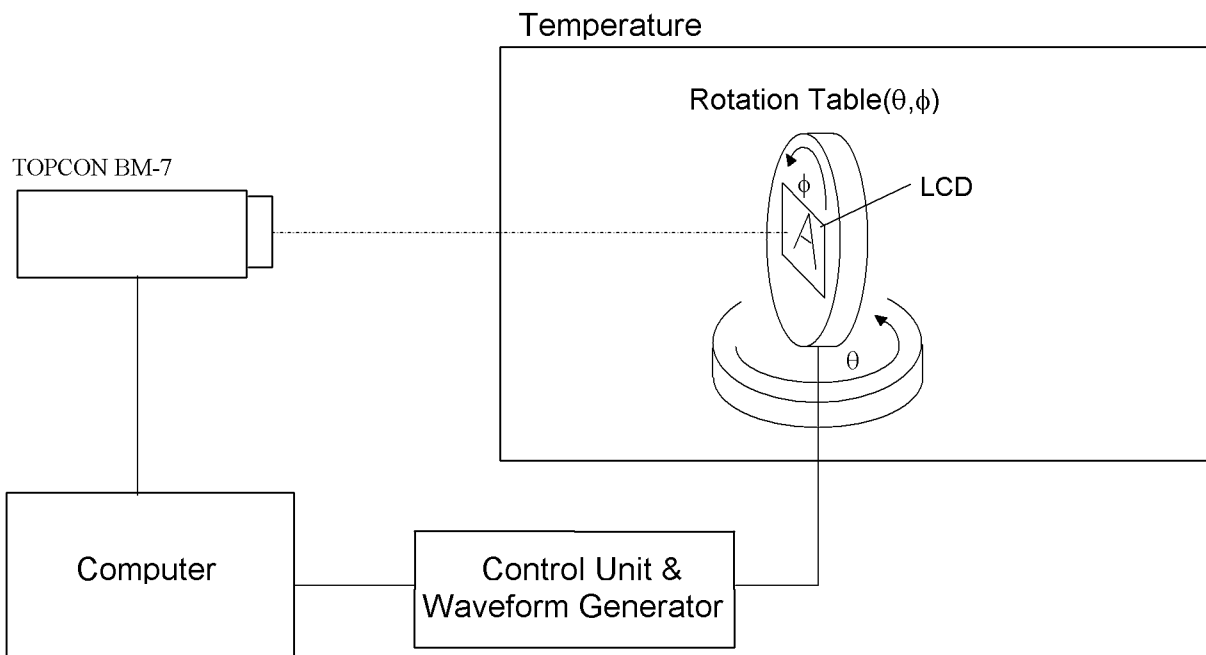 Temperature
Rotation Table(θ,ϕ)
TOPCON BM-7
ϕ
LCD
A
θ
Computer
Control Unit &
Waveform Generator